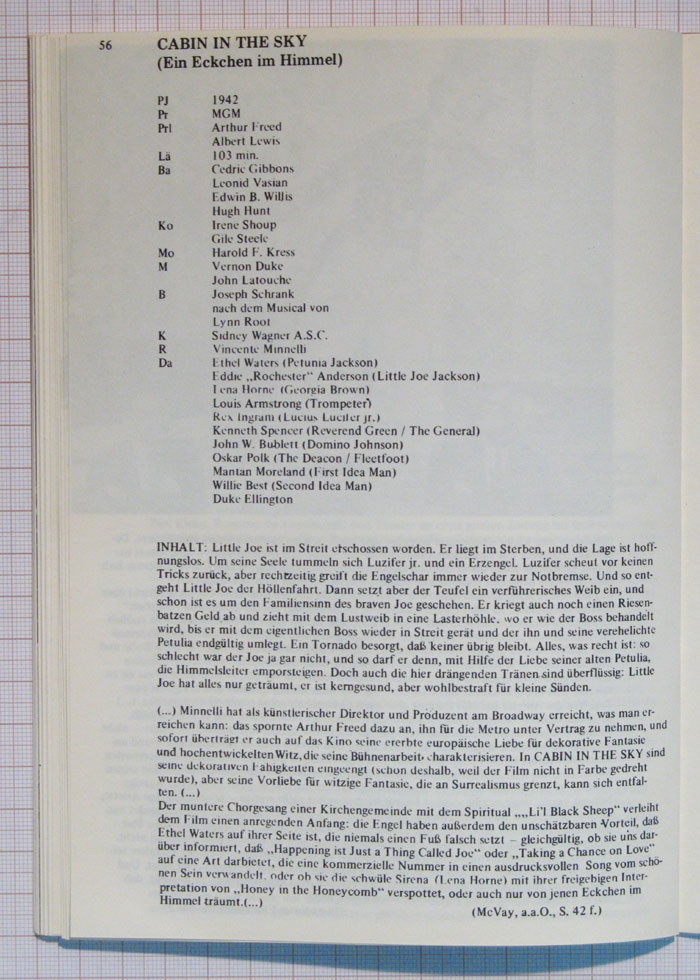 56 CABIN IN THE SKY
(Ein Eckchen im Himmel)
PJ 1942
Pr MGM
Prl Arthur Freed
Albert Lewis
Lä 103 min.
Ba Cedric Gibbons
Leonid Vasian
Edwin B. Willis
Hugh Hunt
Ko Irene Shoup
Gile Steele
Mo Harold F. Kress
M Vernon Duke
John Latouche
B Joseph Schrank
nach dem Musical von
Lynn Root
K Sidney Wagner A.S.C.
R Vincente Minnelli
Da Ethel Waters (Petunia Jackson)
Eddie „Rochester“ Anderson (Little Joe Jackson)
Lena Horne (Georgia Brown)
Louis Armstrong (Trompeter)
Rex Ingram (Lucius Lucifer jr.)
Kenneth Spencer (Reverend Green / The General)
John W. Bublett (Domino Johnson)
Oskar Polk (The Deacon / Fleetfoot)
Mantan Moreland (First Idea Man)
Willie Best (Second Idea Man)
Duke Ellington
INHALT: Little Joe ist im Streit erschossen worden. Er liegt im Sterben, und die Lage ist hoff-
nungslos. Um seine Seele tummeln sich Luzifer jr. und ein Erzengel. Luzifer scheut vor keinen
Tricks zurück, aber rechtzeitig greift die Engelschar immer wieder zur Notbremse. Und so ent-
geht Little Joe der Höllenfahrt. Dann setzt aber der Teufel ein verführerisches Weib ein, und
schon ist es um den Familiensinn des braven Joe geschehen. Er kriegt auch noch einen Riesen-
batzen Geld ab und zieht mit dem Lustweib in eine Lasterhöhle, wo er wie der Boss behandelt
wird, bis er mit dem eigentlichen Boss wieder in Streit gerät und der ihn und seine verehelichte
Petulia endgültig umlegt. Ein Tornado besorgt, daß keiner übrig bleibt. Alles, was recht ist: so
schlecht war der Joe ja gar nicht, und so darf er denn, mit Hilfe der Liebe seiner alten Petulia,
die Himmelsleiter emporsteigen. Doch auch die hier drängenden Tränen sind überflüssig: Little
Joe hat alles nur geträumt, er ist kerngesund, aber wohlbestraft für kleine Sünden.
(...) Minnelli hat als künstlerischer Direktor und Produzent am Broadway erreicht, was man er-
reichen kann: das spornte Arthur Freed dazu an, ihn für die Metro unter Vertrag zu nehmen, und
sofort überträgt er auch auf das Kino seine ererbte europäische Liebe für dekorative Fantasie
und hochentwickelten Witz, die seine Bühnenarbeit charakterisieren. In CABIN IN THE SKY sind
seine dekorativen Fähigkeiten eingeengt (schon deshalb, weil der Film nicht in Farbe gedreht
wurde), aber seine Vorliebe für witzige Fantasie, die an Surrealismus grenzt, kann sich entfal-
ten. (...)
Der muntere Chorgesang einer Kirchengemeinde mit dem Spiritual „„Li'l Black Sheep“ verleiht
dem Film einen anregenden Anfang: die Engel haben außerdem den unschätzbaren Vorteil, daß
Ethel Waters auf ihrer Seite ist, die niemals einen Fuß falsch setzt – gleichgültig, ob sie uns dar-
über informiert, daß „Happening ist Just a Thing Called Joe“ oder „Taking a Chance on Love“
auf eine Art darbietet, die eine kommerzielle Nummer in einen ausdrucksvollen Song vom schö-
nen Sein verwandelt, oder ob sie die schwüle Sirena (Lena Horne) mit ihrer freigebigen Inter-
pretation von „Honey in the Honeycomb“ verspottet, oder auch nur von jenen Eckchen im
Himmel träumt.(...)
(McVay, a.a.O., S. 42 f.)